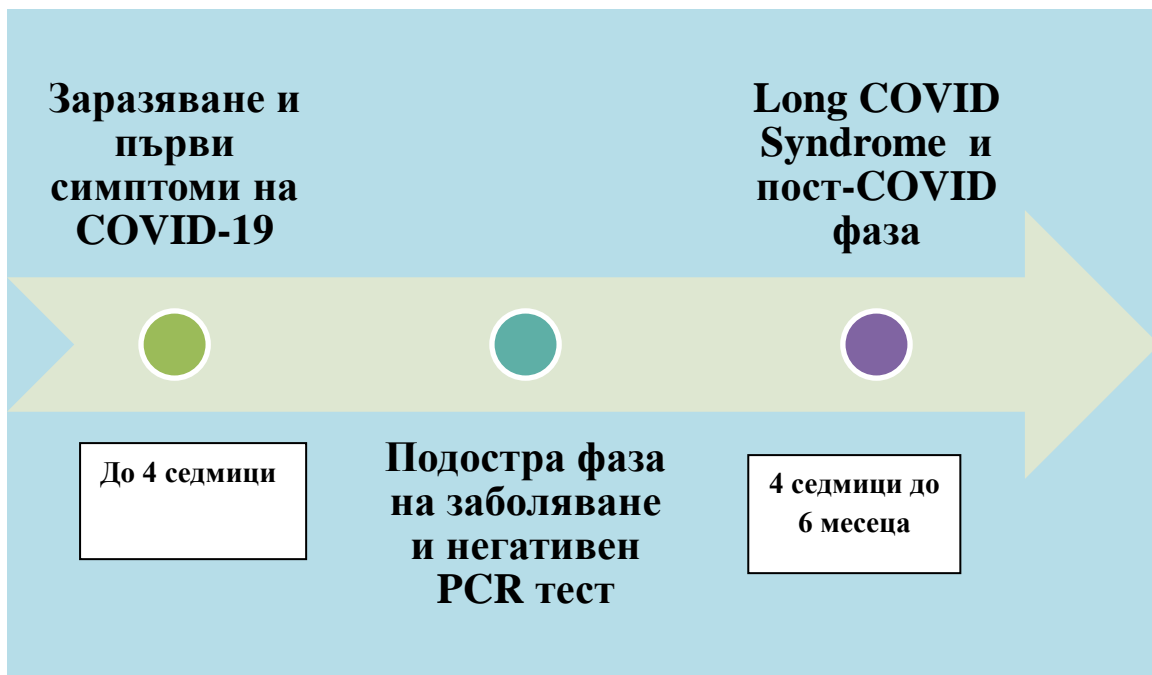 Заразяване и
първи
симптоми на
COVID-19
Long COVID
Syndrome и
пост-COVID
фаза
До 4 седмици
Подостра фаза
на заболяване
и негативен
PCR тест
4 седмици до
6 месеца